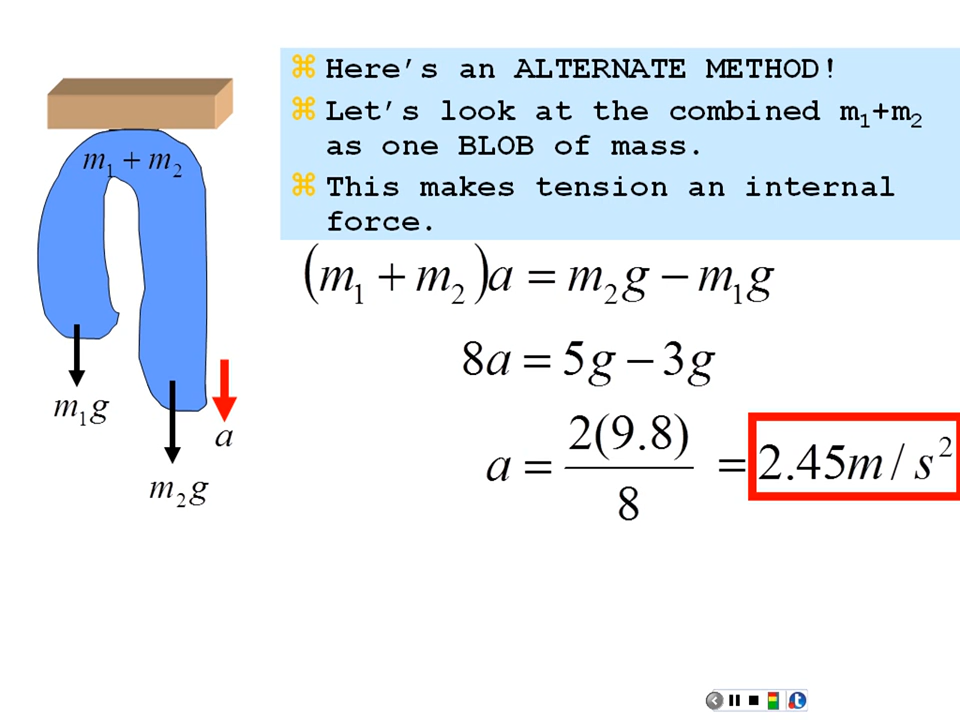 Here's an ALTERNATE METHOD!
Let's look at the combined m₁+m₂
as one BLOB of mass.
This makes tension an internal
force.
m₁ + m₂
(m₁ + m₂)a = m₂g − m₁g
8a = 5g − 3g
m₁g
a
m₂g
a = 2(9.8)/8 = 2.45m / s²